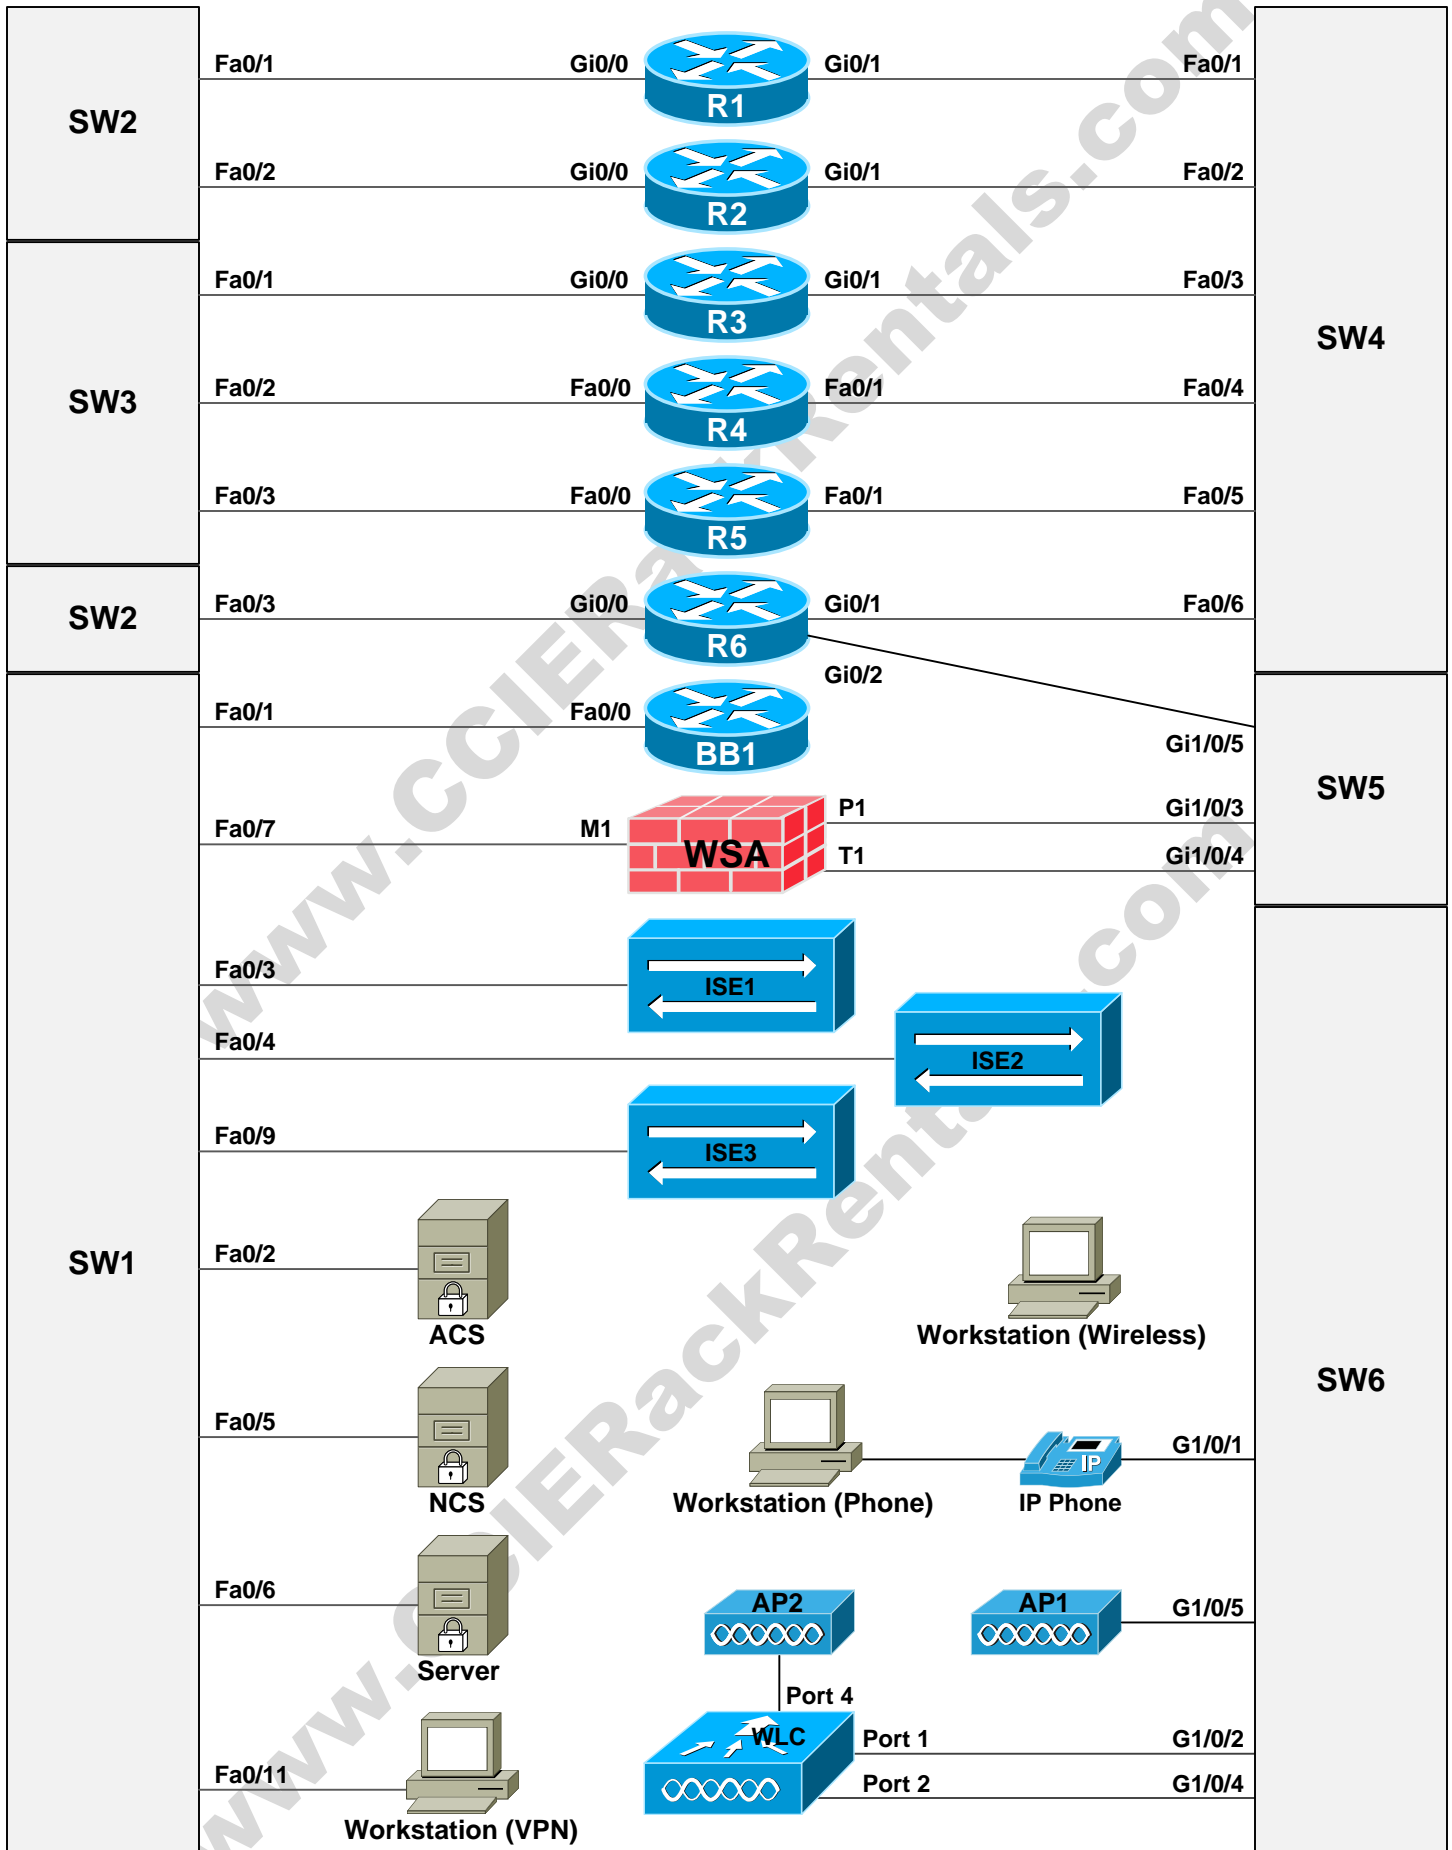 Fa0/1 Gi0/0 Gi0/1 Fa0/1
R1
SW2
Fa0/2 Gi0/0 Gi0/1 Fa0/2
R2
Fa0/1 Gi0/0 Gi0/1 Fa0/3
R3
SW4
Fa0/2 Fa0/0 Fa0/1 Fa0/4
SW3
R4
Fa0/3 Fa0/0 Fa0/1 Fa0/5
R5
Fa0/3 Gi0/0 Gi0/1 Fa0/6
SW2
R6
Gi0/2
Fa0/1 Fa0/0
BB1
Gi1/0/5
SW5
P1 Gi1/0/3
Fa0/7 M1
WSA
T1 Gi1/0/4
Fa0/3
ISE1
Fa0/4
ISE2
Fa0/9
ISE3
SW1
Fa0/2
ACS
Workstation (Wireless)
SW6
Fa0/5
G1/0/1
IP
NCS
Workstation (Phone)
IP Phone
Fa0/6
AP2
AP1
G1/0/5
Server
Port 4
WLC
Port 1 G1/0/2
Fa0/11
Port 2 G1/0/4
Workstation (VPN)
www.CCIERackRentals.com
www.CCIERackRentals.com